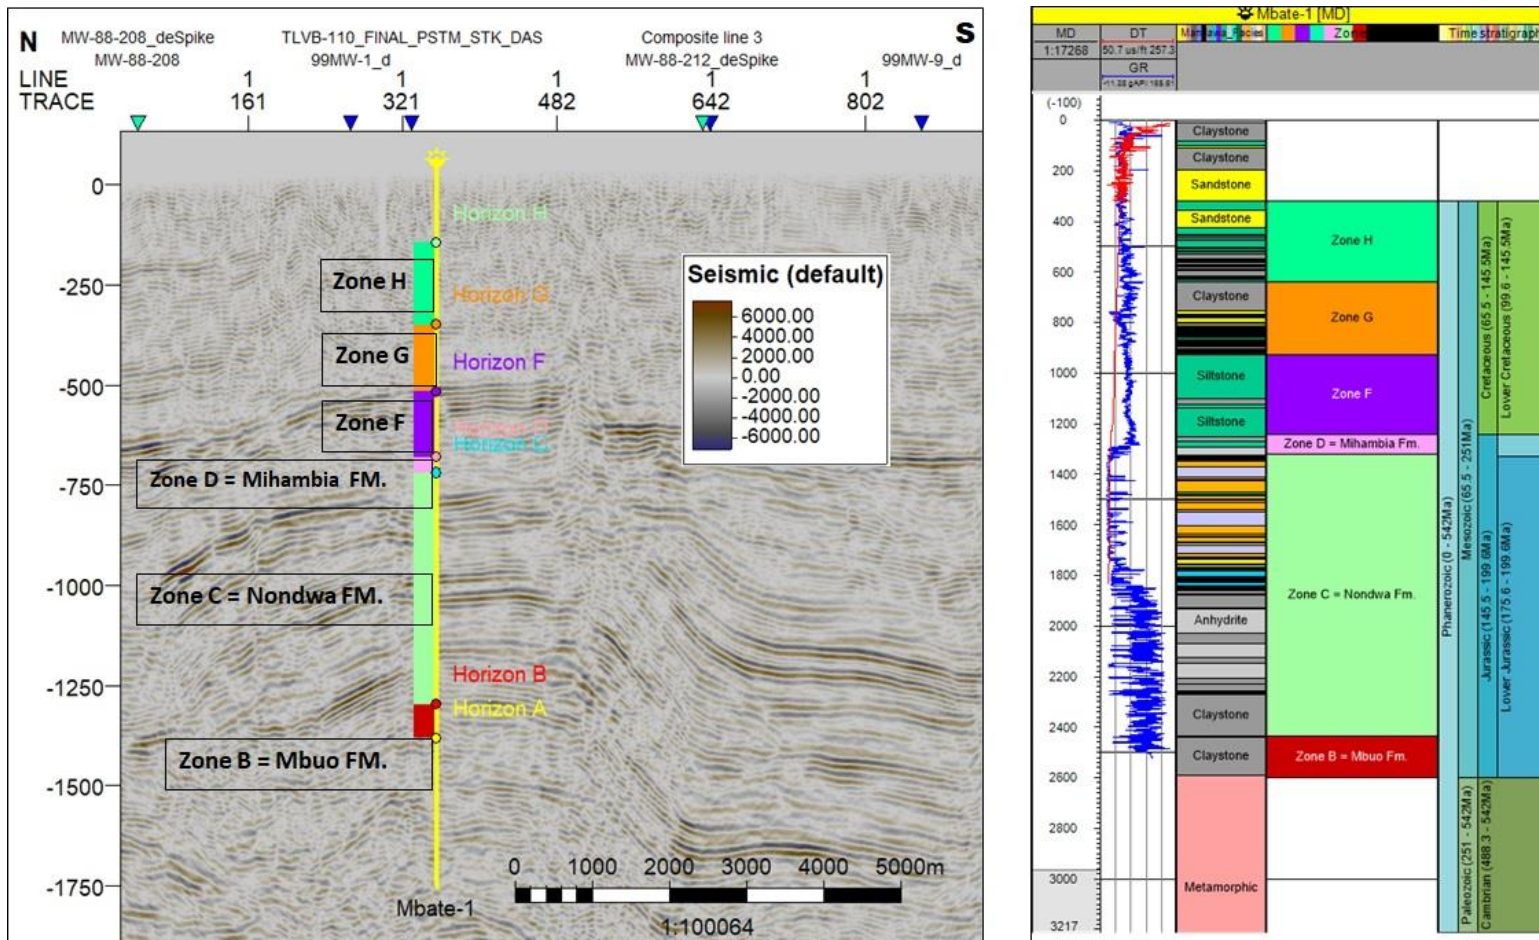 N
MW-88-208_deSpike
TLVB-110_FINAL_PSTM_STK_DAS
Composite line 3
S
MW-88-208
99MW-1_d
MW-88-212_deSpike
99MW-9_d
LINE 1 1 1 1 1
TRACE 161 321 482 642 802
0
-250
-500
-750
-1000
-1250
-1500
-1750
Horizon H
Zone H
Horizon G
Zone G
Horizon F
Zone F
Horizon C
Zone D = Mihambia FM.
Zone C = Nondwa FM.
Horizon B
Horizon A
Zone B = Mbuo FM.
Seismic (default)
6000.00
4000.00
2000.00
0.00
-2000.00
-4000.00
-6000.00
0 1000 2000 3000 4000 5000m
1:100064
Mbate-1
Mbate-1 [MD]
MD
DT
Time stratigraph
1:17268
50.7 us/ft 257.3
GR
(-100)
0
200
400
600
800
1000
1200
1400
1600
1800
2000
2200
2400
2600
2800
3000
3217
Claystone
Claystone
Sandstone
Sandstone
Claystone
Siltstone
Siltstone
Anhydrite
Claystone
Claystone
Metamorphic
Zone H
Zone G
Zone F
Zone D = Mihambia Fm.
Zone C = Nondwa Fm.
Zone B = Mbuo Fm.
Phanerozoic (0 - 542Ma)
Mesozoic (65.5 - 251Ma)
Paleozoic (251 - 542Ma)
Cretaceous (65.5 - 145.5Ma)
Jurassic (145.5 - 199.6Ma)
Cambrian (488.3 - 542Ma)
Lower Cretaceous (99.6 - 145.5Ma)
Lower Jurassic (175.6 - 199.6Ma)